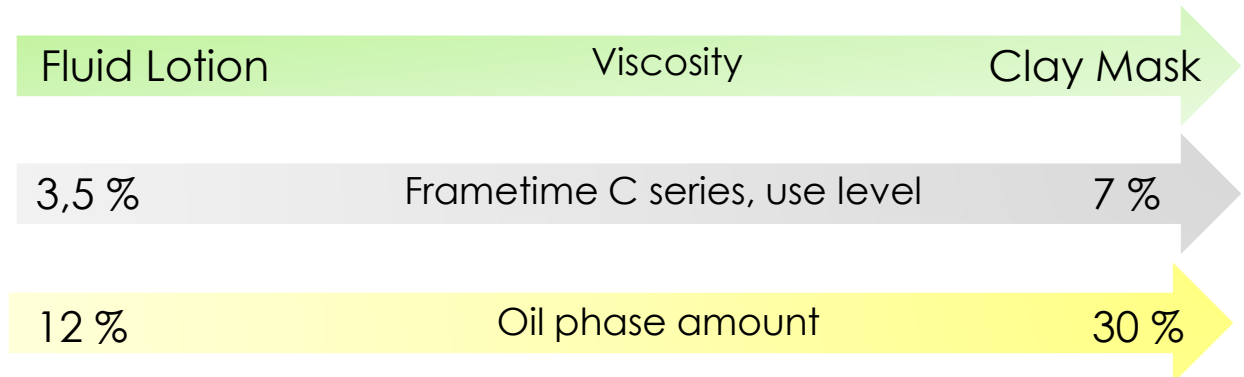 Fluid Lotion Viscosity Clay Mask
3,5 % Frametime C series, use level 7 %
12 % Oil phase amount 30 %